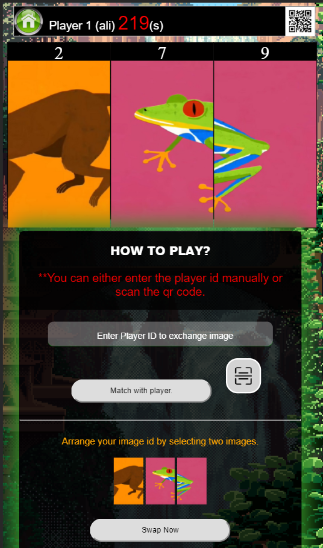 Player 1 (ali) 219(s)
2 7 9
HOW TO PLAY?
**You can either enter the player id manually or
scan the qr code.
Enter Player ID to exchange image
Match with player.
Arrange your image id by selecting two images.
Swap Now